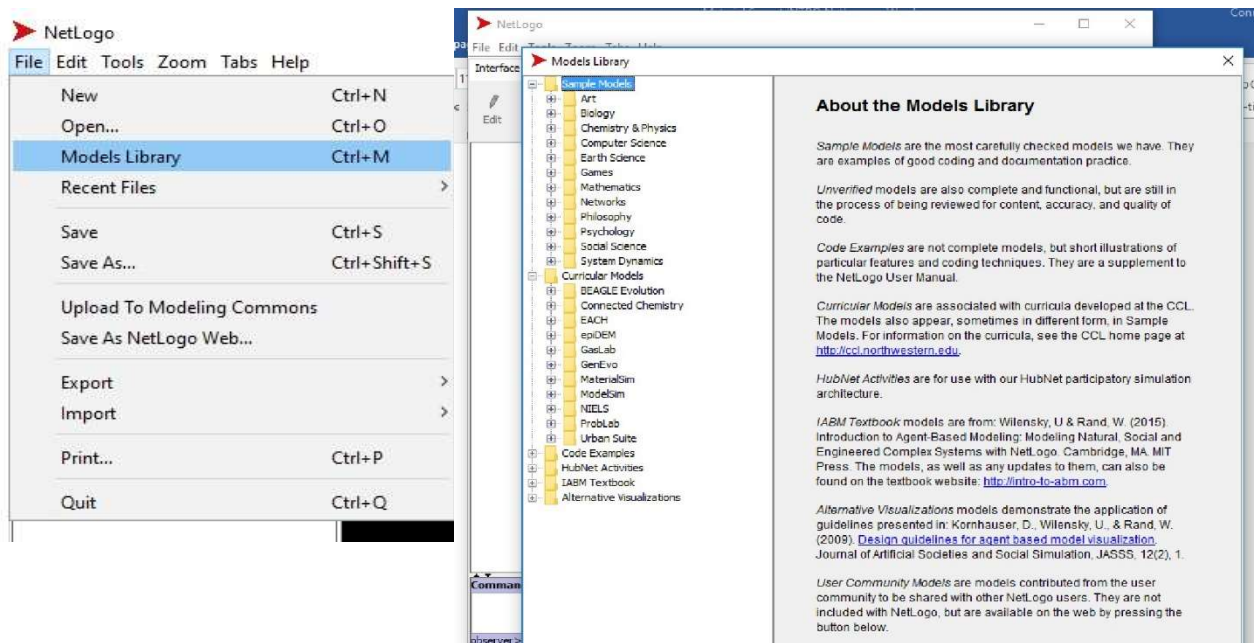 NetLogo
File Edit Tools Zoom Tabs Help
New Ctrl+N
Open... Ctrl+O
Models Library Ctrl+M
Recent Files >
Save Ctrl+S
Save As... Ctrl+Shift+S
Upload To Modeling Commons
Save As NetLogo Web...
Export >
Import >
Print... Ctrl+P
Quit Ctrl+Q
NetLogo
File Edit Tools Zoom Tabs Help
Interface
Edit
Models Library
Sample Models
Art
Biology
Chemistry & Physics
Computer Science
Earth Science
Games
Mathematics
Networks
Philosophy
Psychology
Social Science
System Dynamics
Curricular Models
BEAGLE Evolution
Connected Chemistry
EACH
epiDEM
GasLab
GenEvo
MaterialSim
ModelSim
NIELS
ProbLab
Urban Suite
Code Examples
HubNet Activities
IABM Textbook
Alternative Visualizations
About the Models Library
Sample Models are the most carefully checked models we have. They
are examples of good coding and documentation practice.
Unverified models are also complete and functional, but are still in
the process of being reviewed for content, accuracy, and quality of
code.
Code Examples are not complete models, but short illustrations of
particular features and coding techniques. They are a supplement to
the NetLogo User Manual.
Curricular Models are associated with curricula developed at the CCL.
The models also appear, sometimes in different form, in Sample
Models. For information on the curricula, see the CCL home page at
http://ccl.northwestern.edu.
HubNet Activities are for use with our HubNet participatory simulation
architecture.
IABM Textbook models are from: Wilensky, U & Rand, W. (2015).
Introduction to Agent-Based Modeling: Modeling Natural, Social and
Engineered Complex Systems with NetLogo. Cambridge, MA. MIT
Press. The models, as well as any updates to them, can also be
found on the textbook website: http://intro-to-abm.com.
Alternative Visualizations models demonstrate the application of
guidelines presented in: Kornhauser, D., Wilensky, U., & Rand, W.
(2009). Design guidelines for agent based model visualization.
Journal of Artificial Societies and Social Simulation, JASSS, 12(2), 1.
User Community Models are models contributed from the user
community to be shared with other NetLogo users. They are not
included with NetLogo, but are available on the web by pressing the
button below.
Comman
observer>